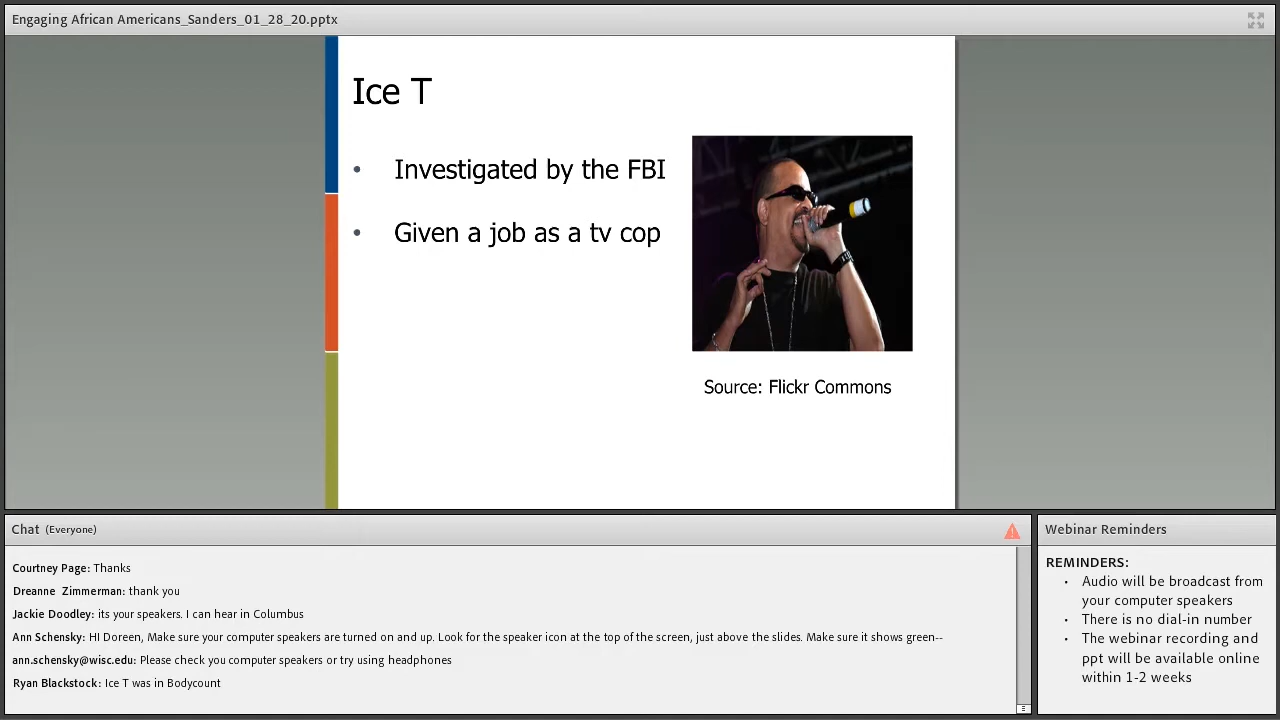 Engaging African Americans_Sanders_01_28_20.pptx
Ice T
• Investigated by the FBI
• Given a job as a tv cop
Source: Flickr Commons
Chat (Everyone)
Courtney Page: Thanks
Dreanne Zimmerman: thank you
Jackie Doodley: its your speakers. I can hear in Columbus
Ann Schensky: HI Doreen, Make sure your computer speakers are turned on and up. Look for the speaker icon at the top of the screen, just above the slides. Make sure it shows green--
ann.schensky@wisc.edu: Please check you computer speakers or try using headphones
Ryan Blackstock: Ice T was in Bodycount
Webinar Reminders
REMINDERS:
• Audio will be broadcast from
your computer speakers
• There is no dial-in number
• The webinar recording and
ppt will be available online
within 1-2 weeks